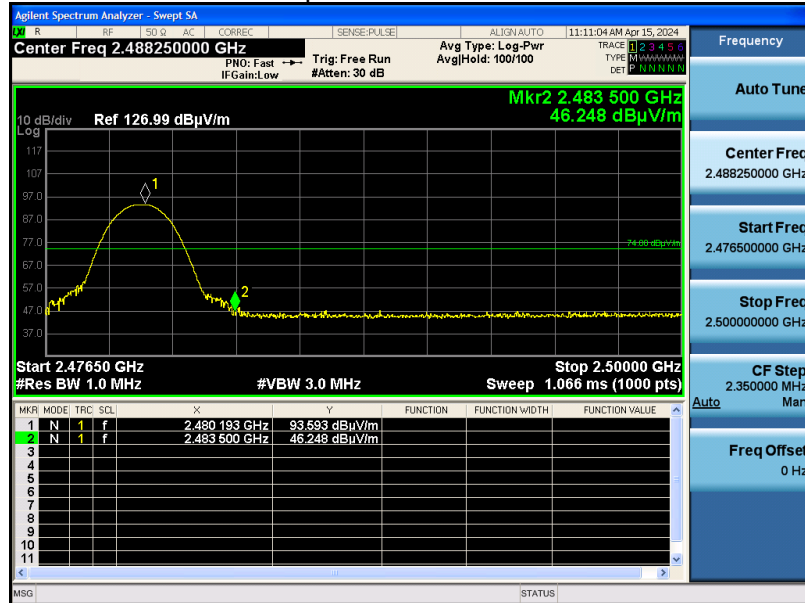 Agilent Spectrum Analyzer - Swept SA
LXI R RF 50 Ω AC CORREC SENSE:PULSE ALIGN AUTO 11:11:04 AM Apr 15, 2024
Center Freq 2.488250000 GHz
PNO: Fast
IFGain:Low
Trig: Free Run
#Atten: 30 dB
Avg Type: Log-Pwr
Avg|Hold: 100/100
TRACE 1 2 3 4 5 6
TYPE M
DET P N N N N N
Mkr2 2.483 500 GHz
46.248 dBµV/m
10 dB/div
Log
Ref 126.99 dBµV/m
117
107
97.0
87.0
77.0
67.0
57.0
47.0
37.0
1
2
74.00 dBµV/m
Start 2.47650 GHz
#Res BW 1.0 MHz
#VBW 3.0 MHz
Stop 2.50000 GHz
Sweep 1.066 ms (1000 pts)
MKR MODE TRC SCL X Y FUNCTION FUNCTION WIDTH FUNCTION VALUE
1 N 1 f 2.480 193 GHz 93.593 dBµV/m
2 N 1 f 2.483 500 GHz 46.248 dBµV/m
3
4
5
6
7
8
9
10
11
MSG
STATUS
Frequency
Auto Tune
Center Freq
2.488250000 GHz
Start Freq
2.476500000 GHz
Stop Freq
2.500000000 GHz
CF Step
2.350000 MHz
Auto Man
Freq Offset
0 Hz